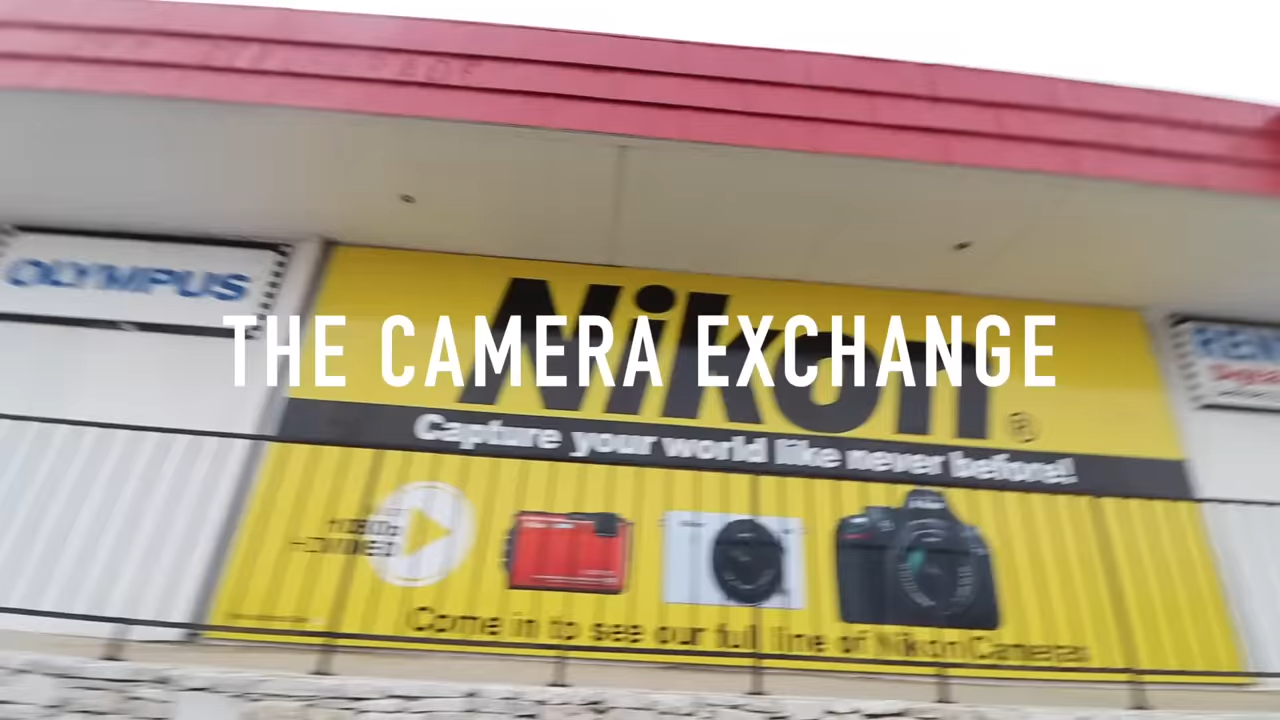 OLYMPUS
Nikon®
THE CAMERA EXCHANGE
Capture your world like never before!
1080p
Come in to see our full line of Nikon Cameras